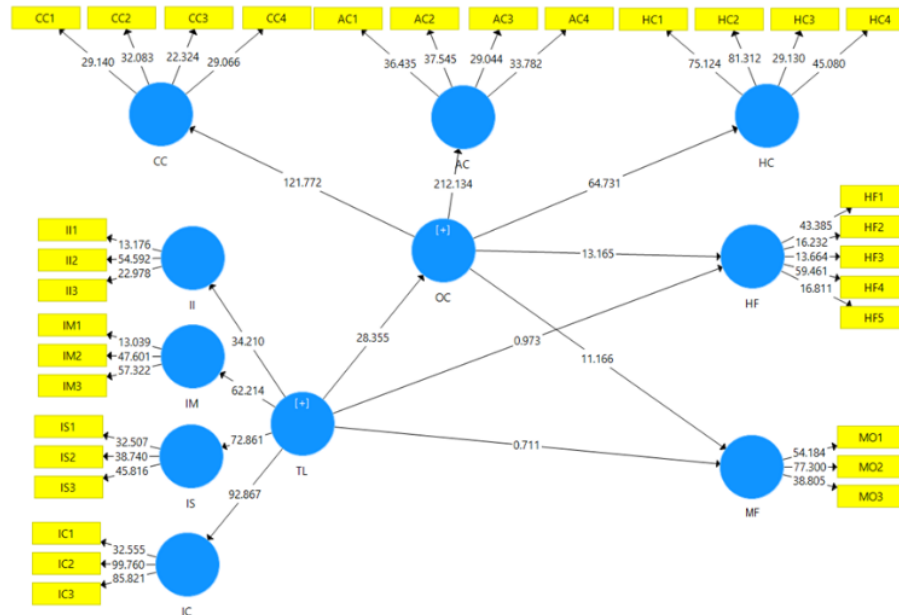 CC1 CC2 CC3 CC4 AC1 AC2 AC3 AC4 HC1 HC2 HC3 HC4
29.140 32.083 22.324 29.066 36.435 37.545 29.044 33.782 75.124 81.312 29.130 45.080
CC AC HC
121.772 212.134 64.731
[+]
OC
13.165
HF1
HF2
HF3
HF4
HF5
43.385
16.232
13.664
59.461
16.811
HF
II1
II2
II3
13.176
54.592
22.978
II
34.210 28.355 0.973 11.166
IM1
IM2
IM3
13.039
47.601
57.322
IM
62.214
[+]
TL
IS1
IS2
IS3
32.507
38.740
45.816
IS
72.861
0.711
MO1
MO2
MO3
54.184
77.300
38.805
MF
92.867
IC1
IC2
IC3
32.555
99.760
85.821
IC